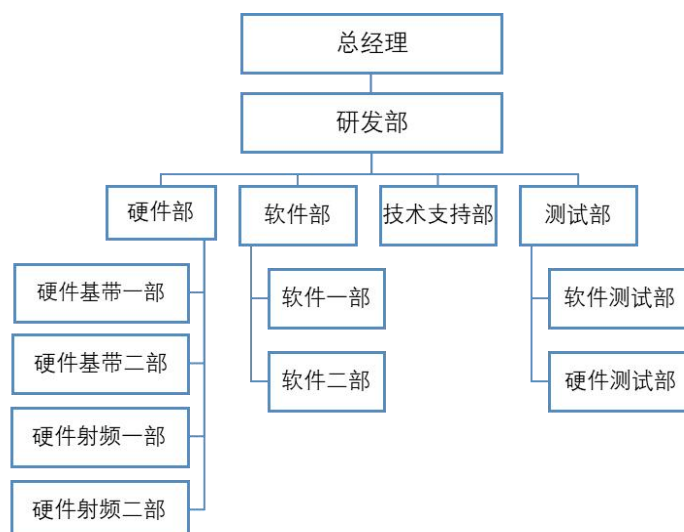 总经理
研发部
硬件部
软件部
技术支持部
测试部
硬件基带一部
硬件基带二部
硬件射频一部
硬件射频二部
软件一部
软件二部
软件测试部
硬件测试部